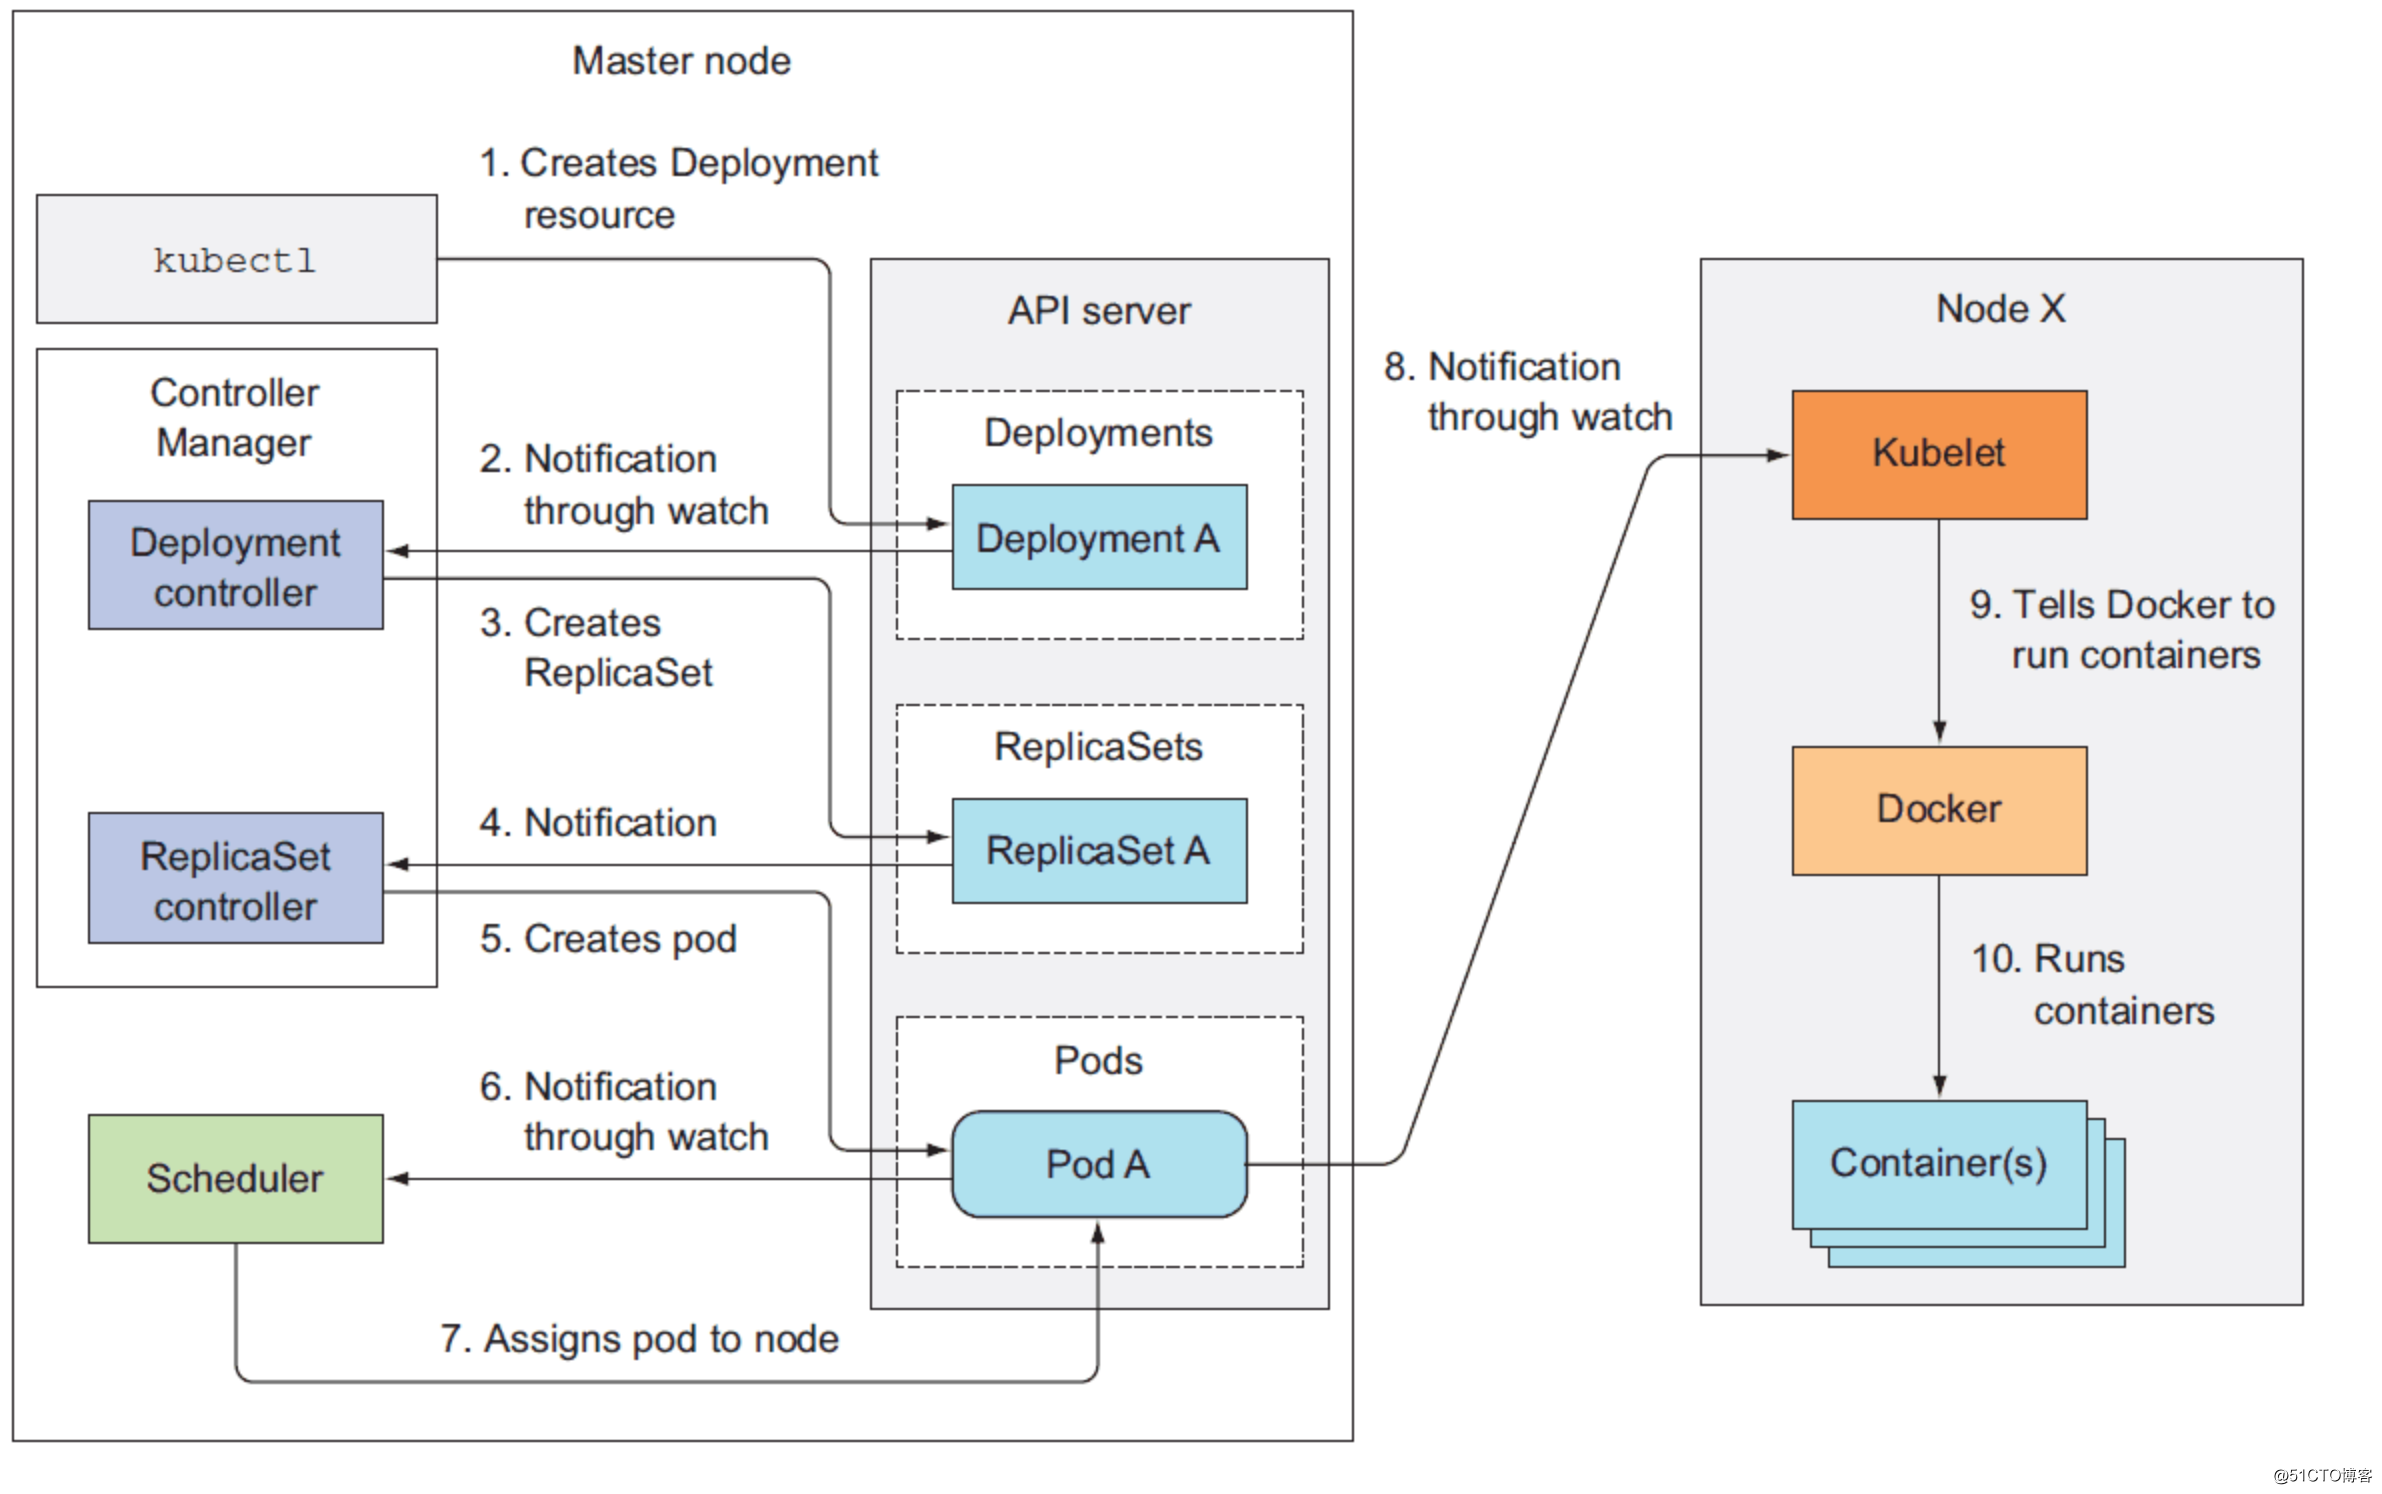 Master node
1. Creates Deployment
resource
kubectl
API server
Node X
Controller
Manager
8. Notification
through watch
Deployments
2. Notification
through watch
Kubelet
Deployment
controller
Deployment A
3. Creates
ReplicaSet
9. Tells Docker to
run containers
ReplicaSets
4. Notification
Docker
ReplicaSet
controller
ReplicaSet A
5. Creates pod
10. Runs
containers
Pods
6. Notification
through watch
Scheduler
Pod A
Container(s)
7. Assigns pod to node
@51CTO博客